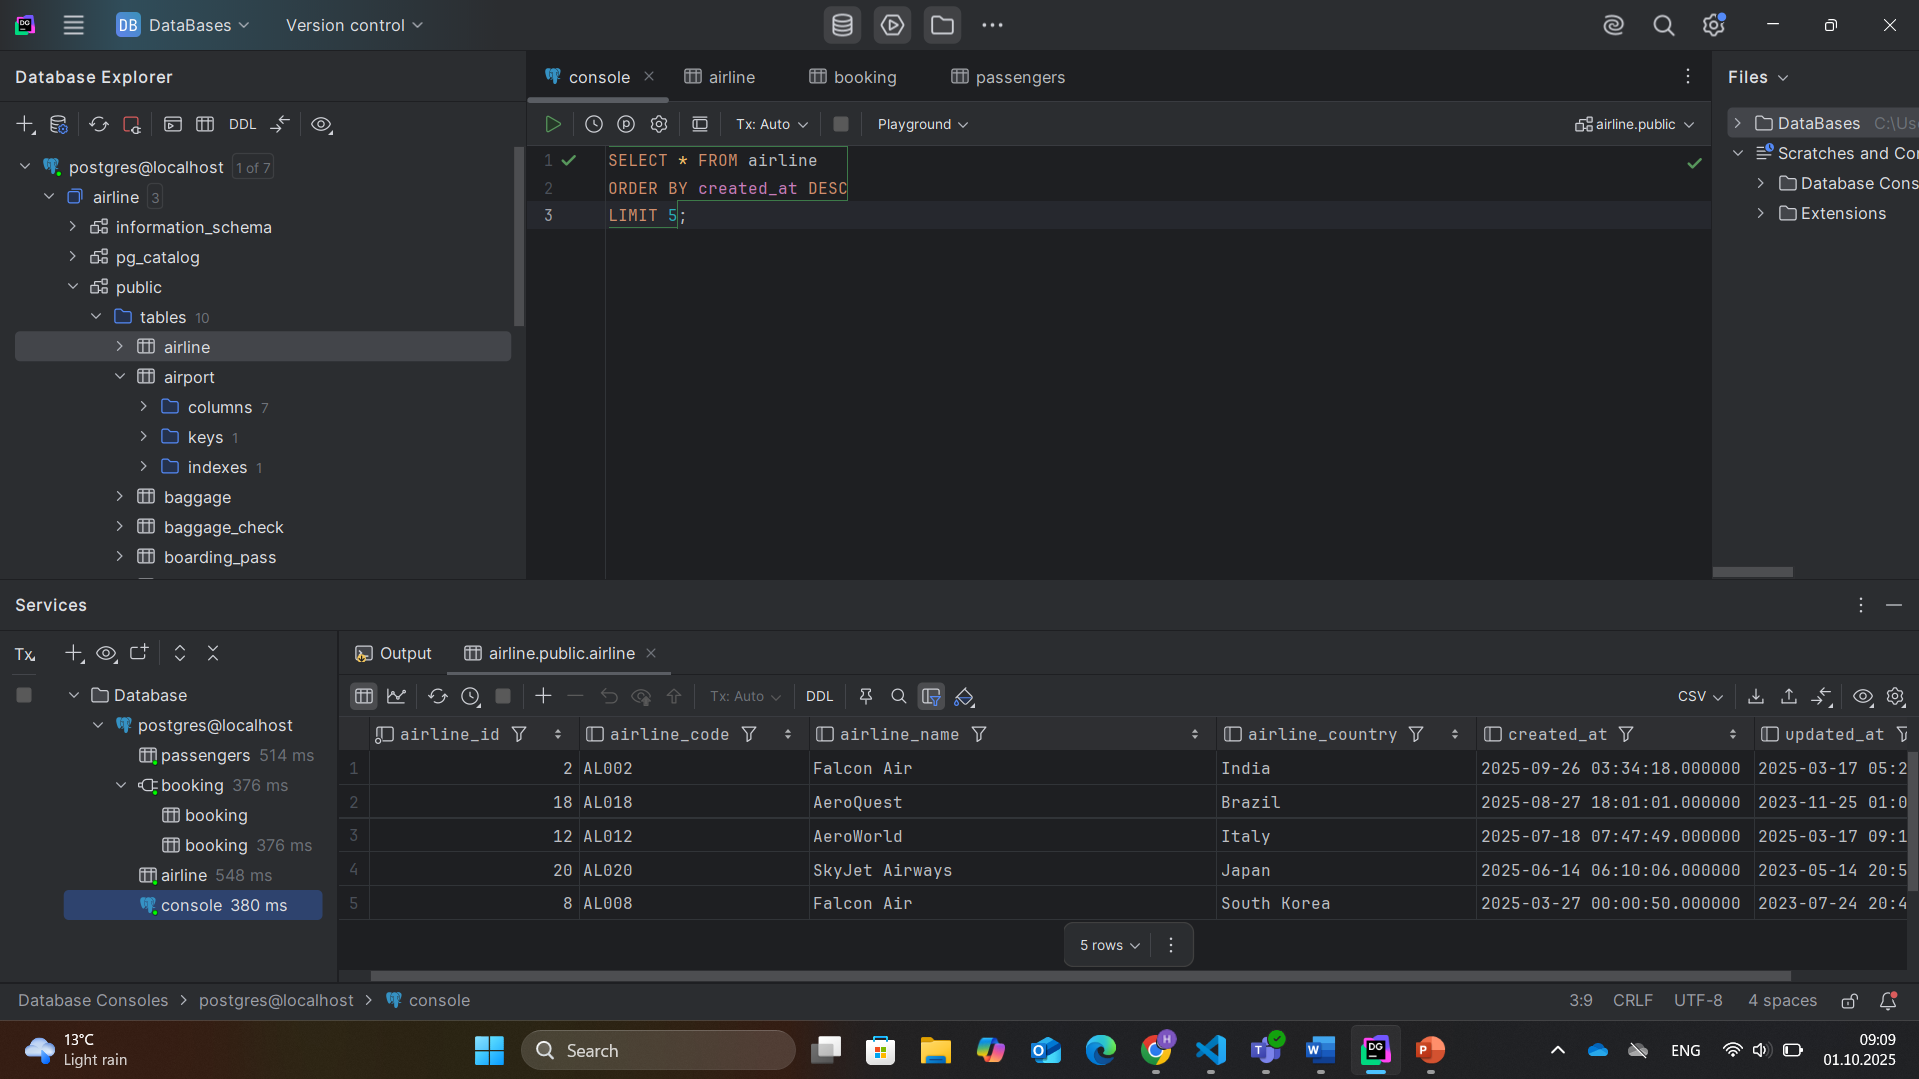 DB DataBases Version control
Database Explorer
DDL
postgres@localhost 1 of 7
airline 3
information_schema
pg_catalog
public
tables 10
airline
airport
columns 7
keys 1
indexes 1
baggage
baggage_check
boarding_pass
console airline booking passengers
Tx: Auto Playground airline.public
1 SELECT * FROM airline
2 ORDER BY created_at DESC
3 LIMIT 5;
Files
DataBases C:\Us
Scratches and Co
Database Cons
Extensions
Services
Tx
Database
postgres@localhost
passengers 514 ms
booking 376 ms
booking
booking 376 ms
airline 548 ms
console 380 ms
Output airline.public.airline
Tx: Auto DDL CSV
airline_id airline_code airline_name airline_country created_at updated_at
1 2 AL002 Falcon Air India 2025-09-26 03:34:18.000000 2025-03-17 05:2
2 18 AL018 AeroQuest Brazil 2025-08-27 18:01:01.000000 2023-11-25 01:0
3 12 AL012 AeroWorld Italy 2025-07-18 07:47:49.000000 2025-03-17 09:1
4 20 AL020 SkyJet Airways Japan 2025-06-14 06:10:06.000000 2023-05-14 20:5
5 8 AL008 Falcon Air South Korea 2025-03-27 00:00:50.000000 2023-07-24 20:4
5 rows
Database Consoles > postgres@localhost > console
3:9 CRLF UTF-8 4 spaces
13°C
Light rain
Search
ENG
09:09
01.10.2025